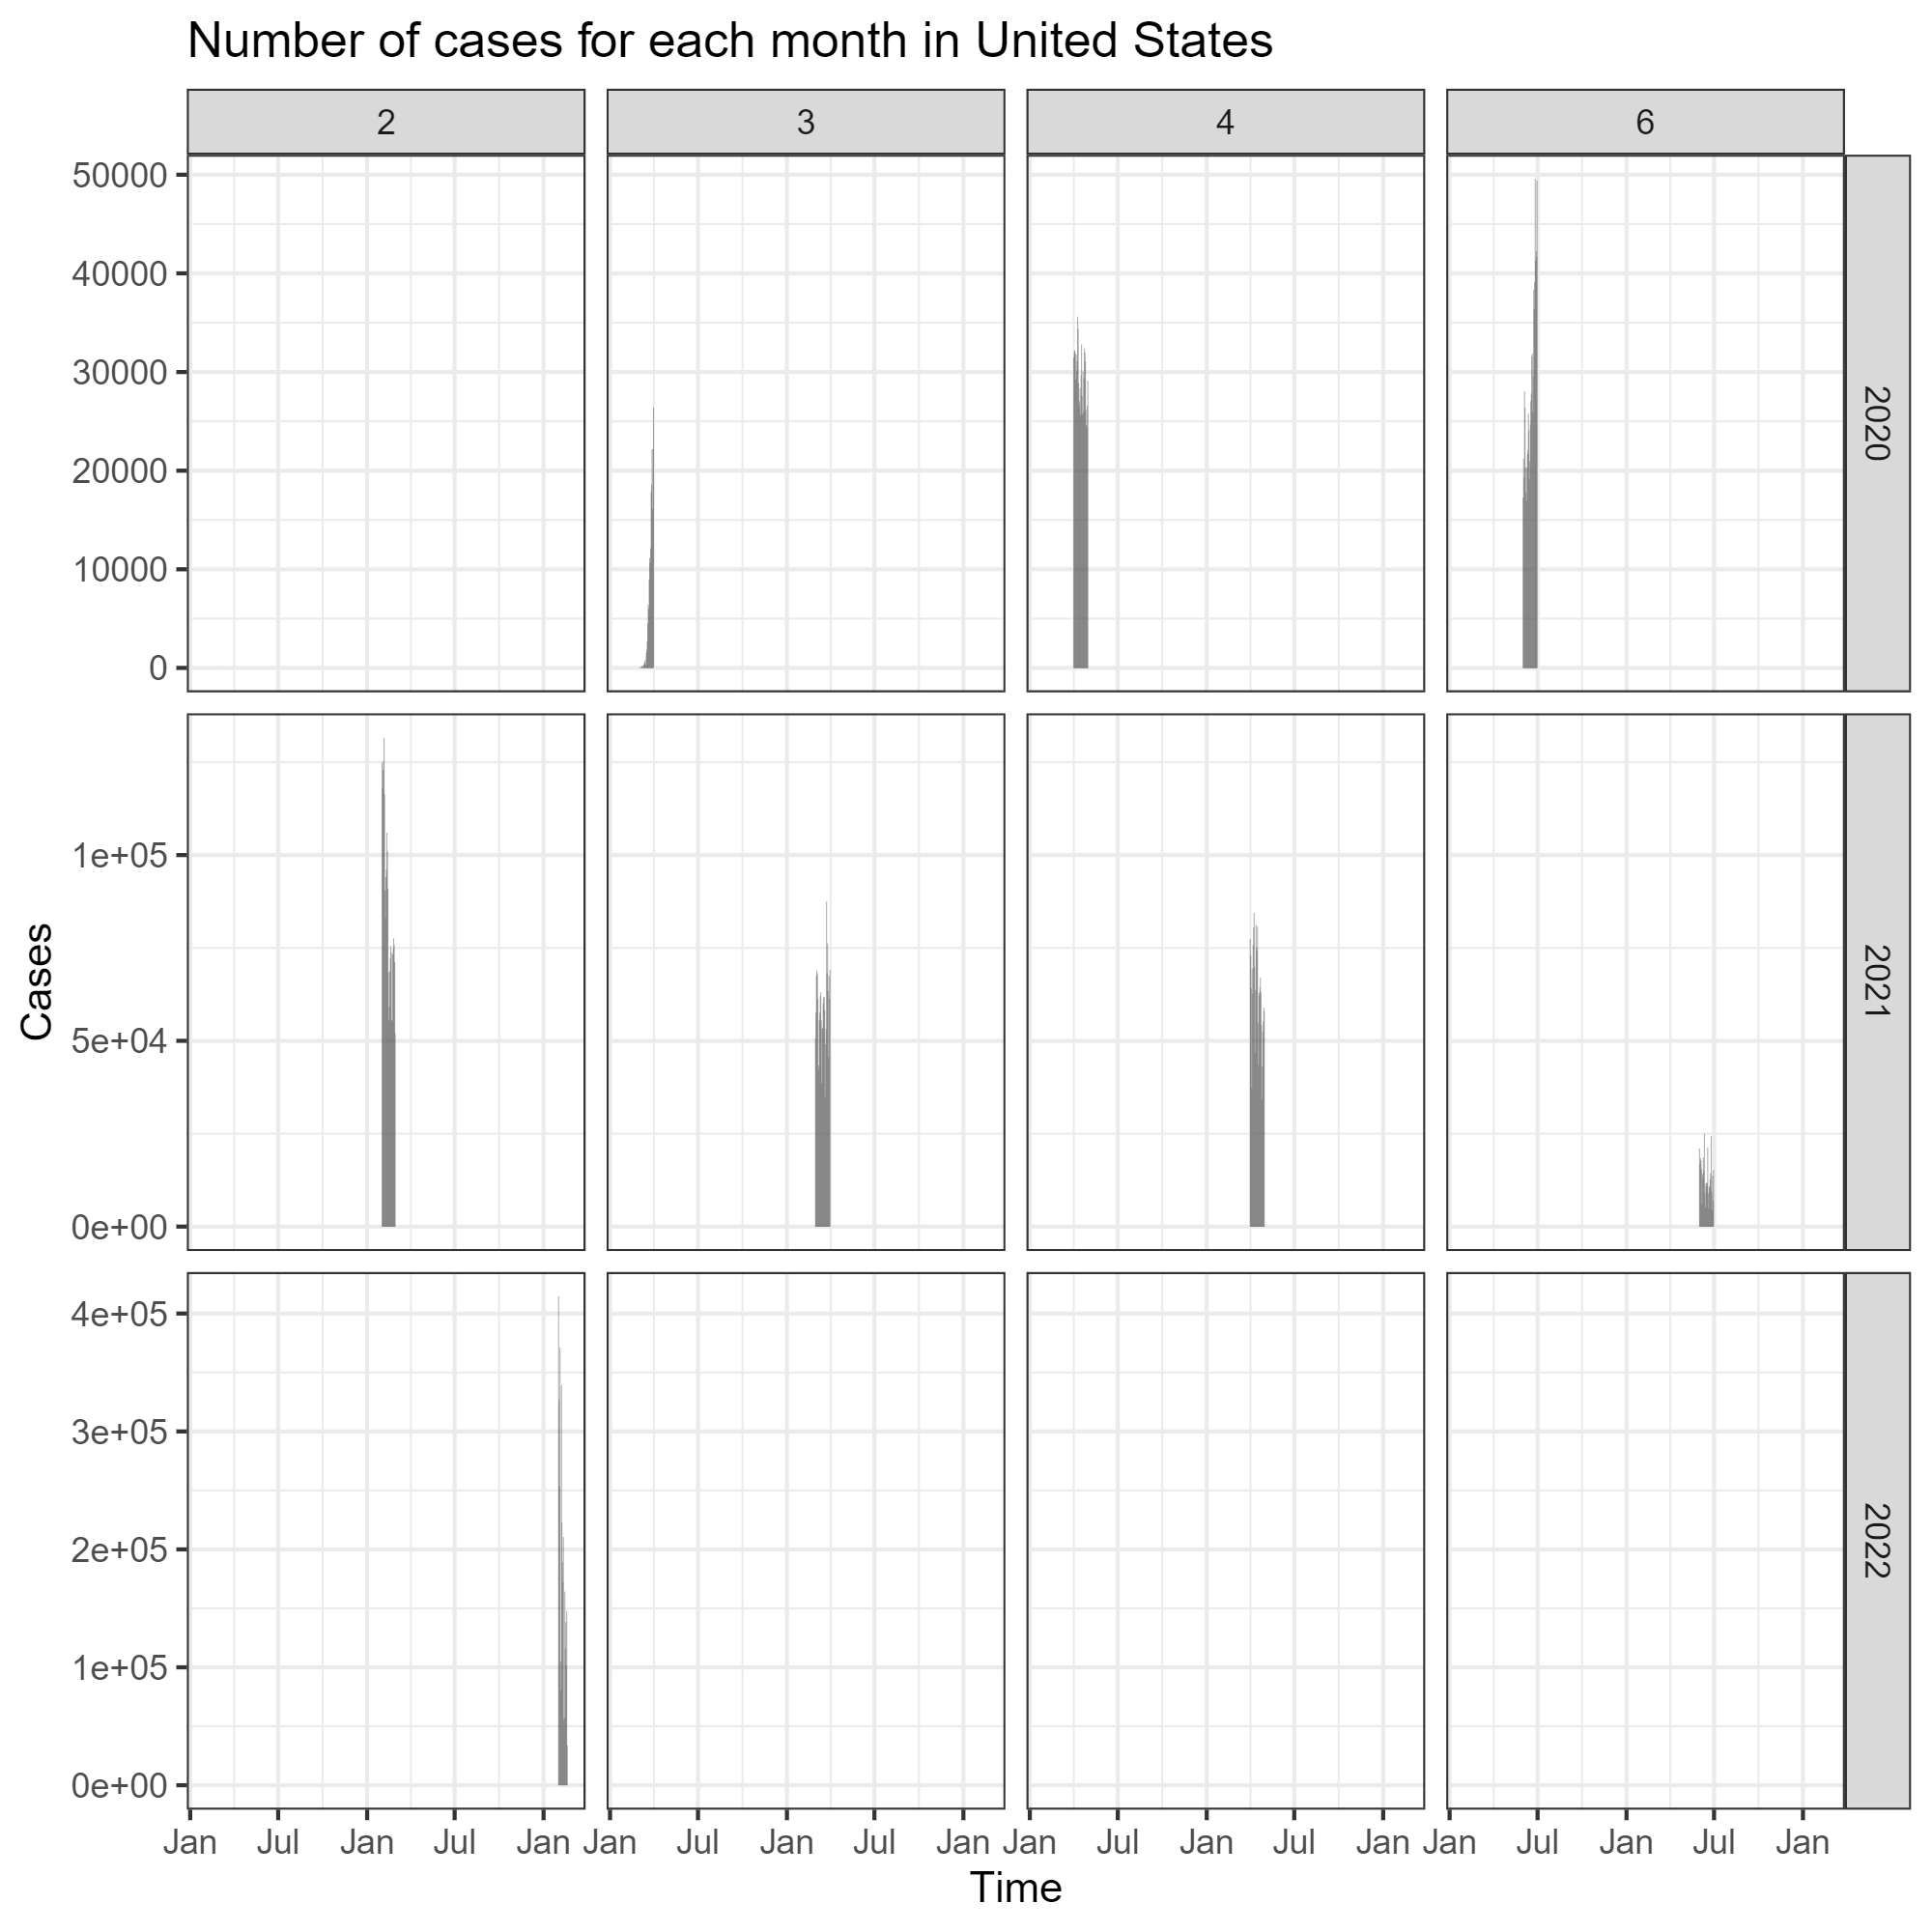 Number of cases for each month in United States
2 3 4 6
50000
40000
30000
20000
10000
0
2020
1e+05
5e+04
0e+00
2021
Cases
4e+05
3e+05
2e+05
1e+05
0e+00
2022
Jan Jul Jan Jul Jan Jan Jul Jan Jul Jan Jan Jul Jan Jul Jan Jan Jul Jan Jul Jan
Time